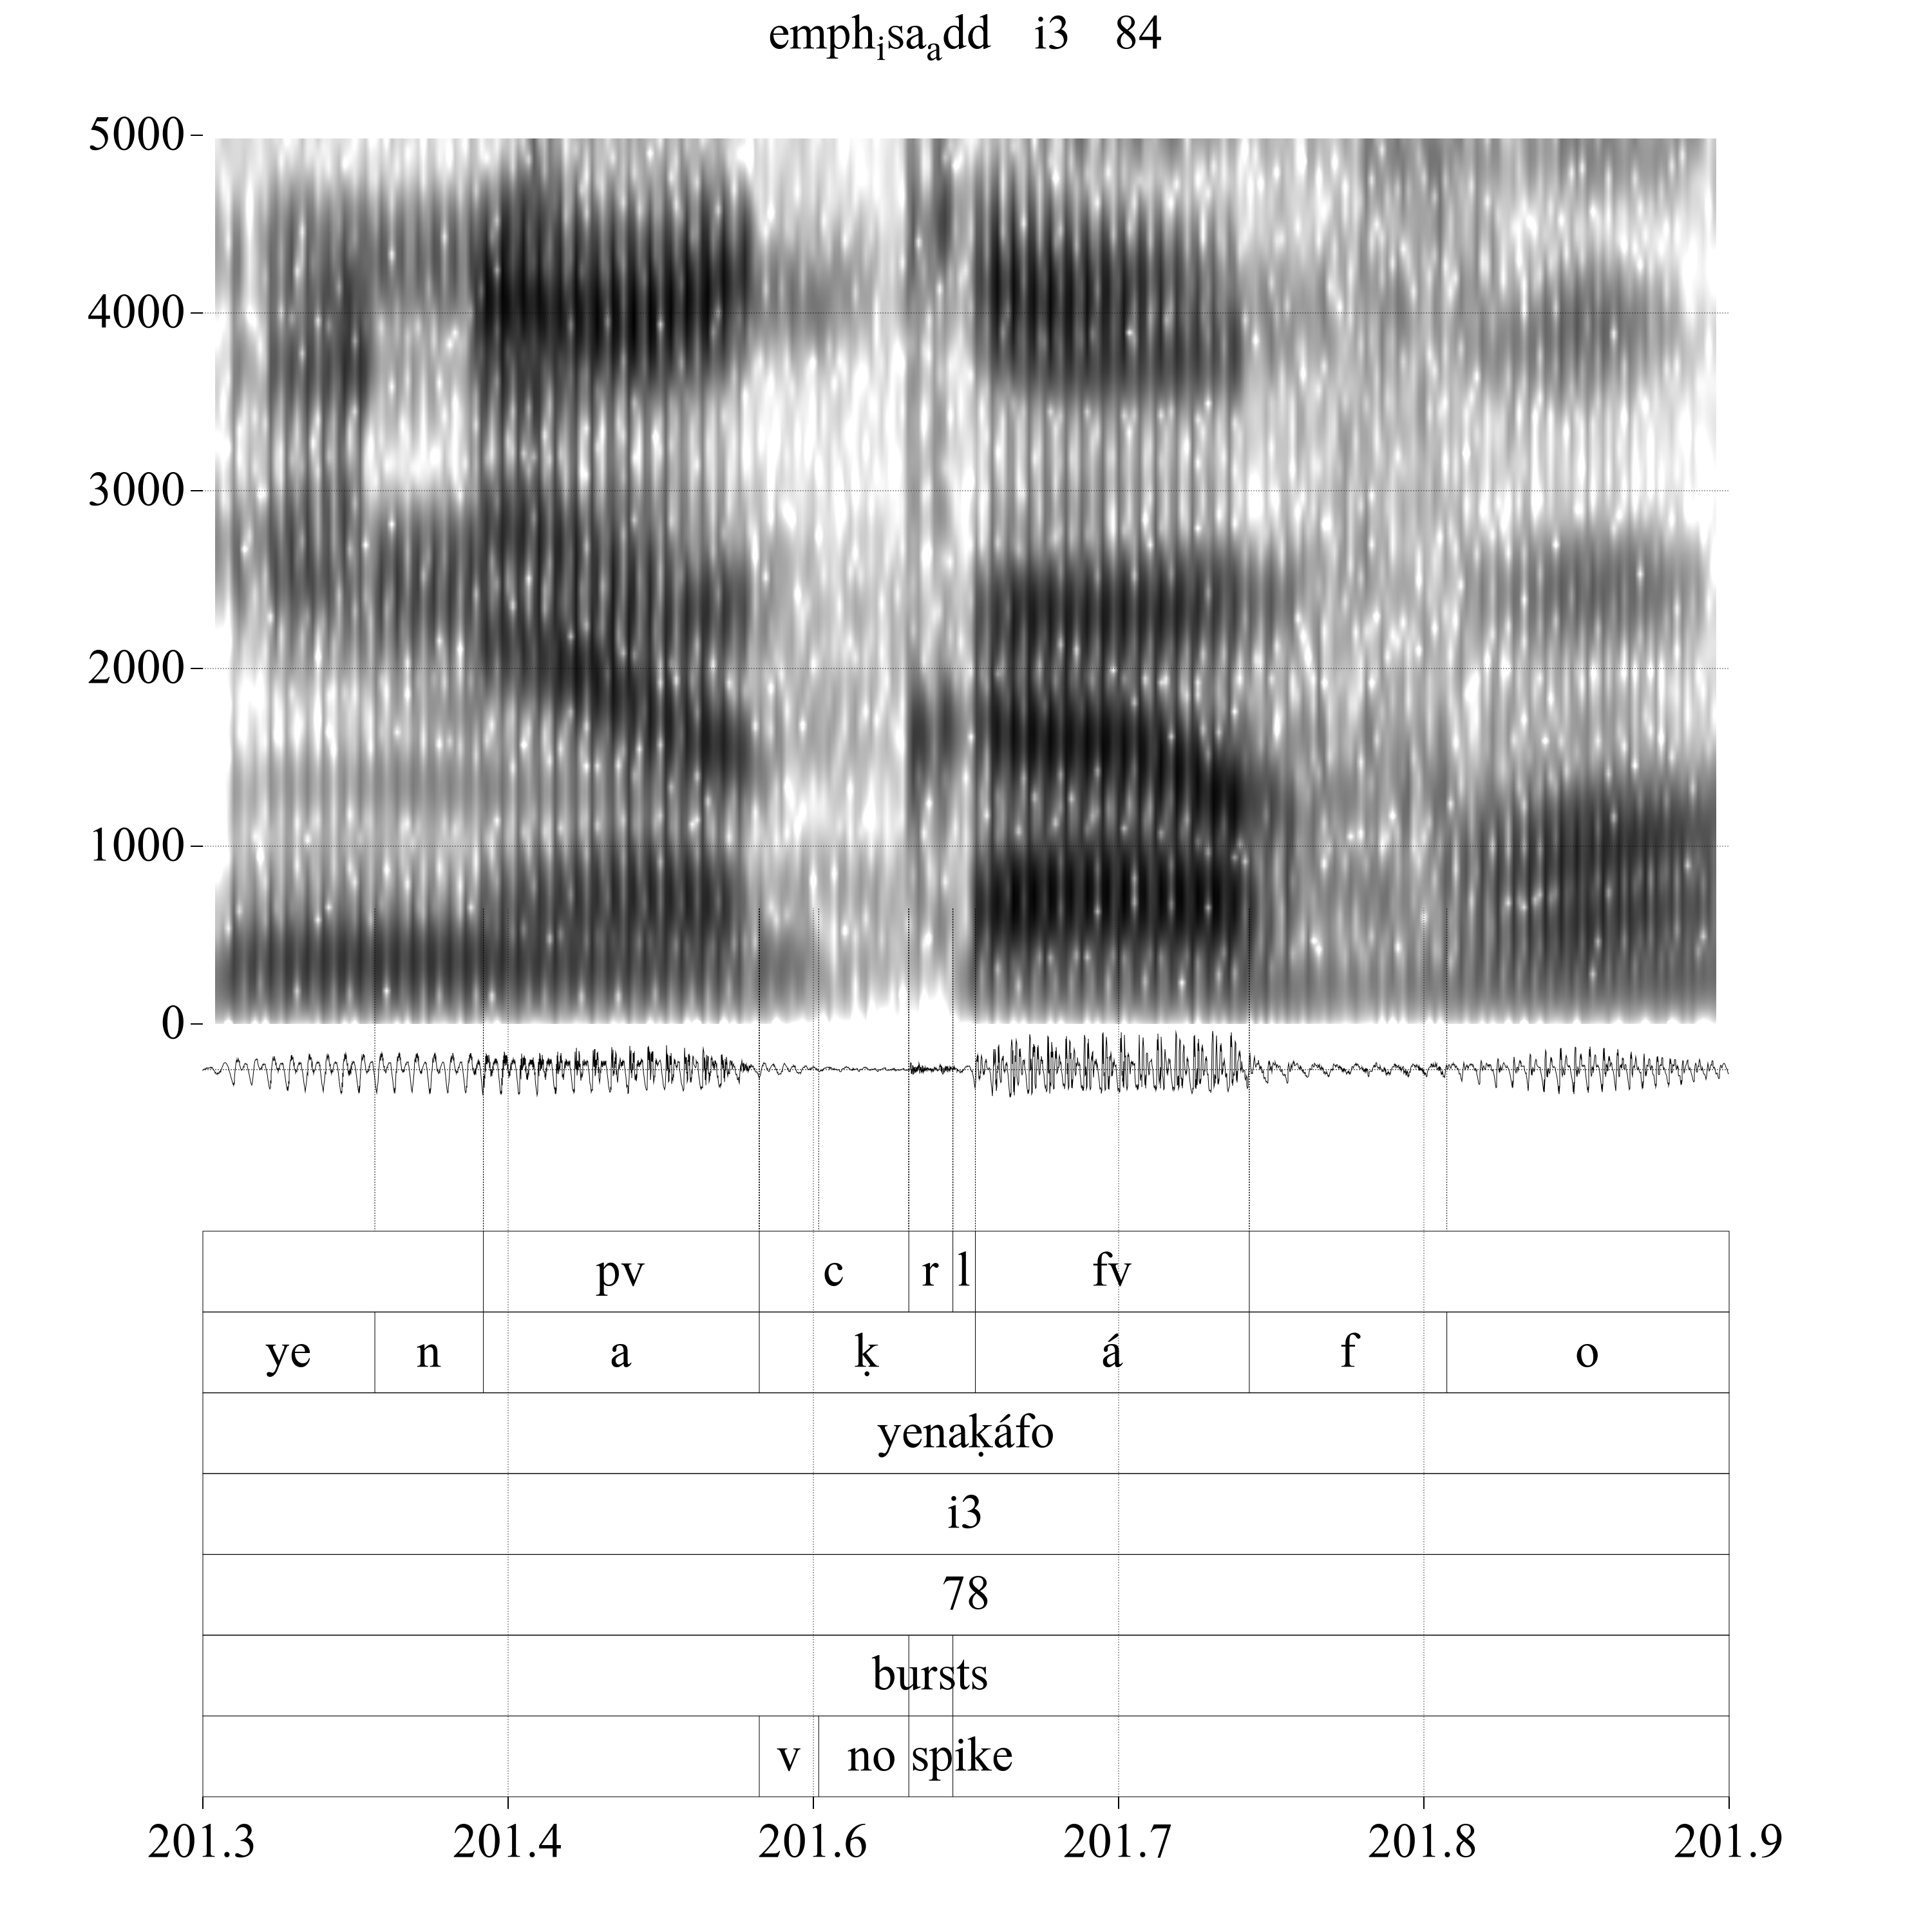 emphisaadd i3 84
5000
4000
3000
2000
1000
0
pv c r l fv
ye n a ḳ á f o
yenaḳáfo
i3
78
bursts
v no spike
201.3 201.4 201.6 201.7 201.8 201.9